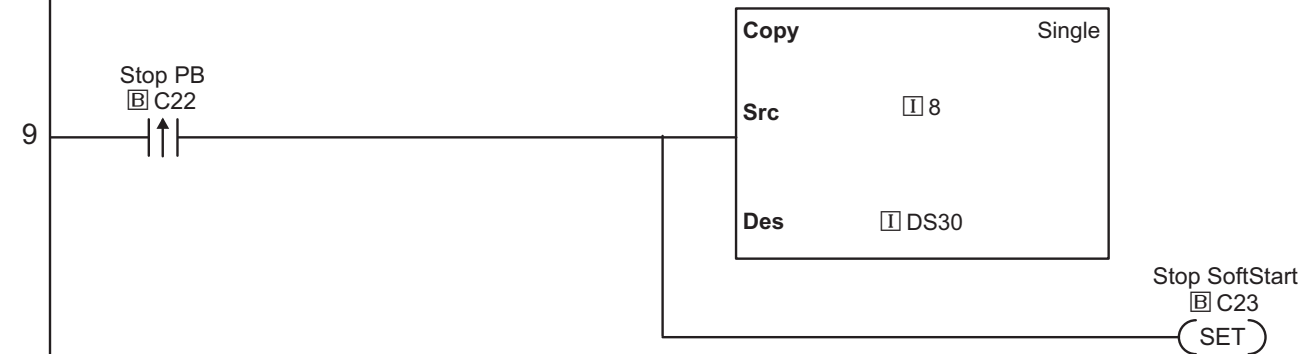 Copy Single
Stop PB
B C22
Src I 8
9
Des I DS30
Stop SoftStart
B C23
SET